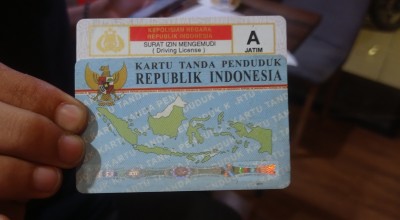 KEPOLISIAN NEGARA
REPUBLIK INDONESIA
SURAT IZIN MENGEMUDI
( Driving License )
A
JATIM
KARTU TANDA PENDUDUK
REPUBLIK INDONESIA